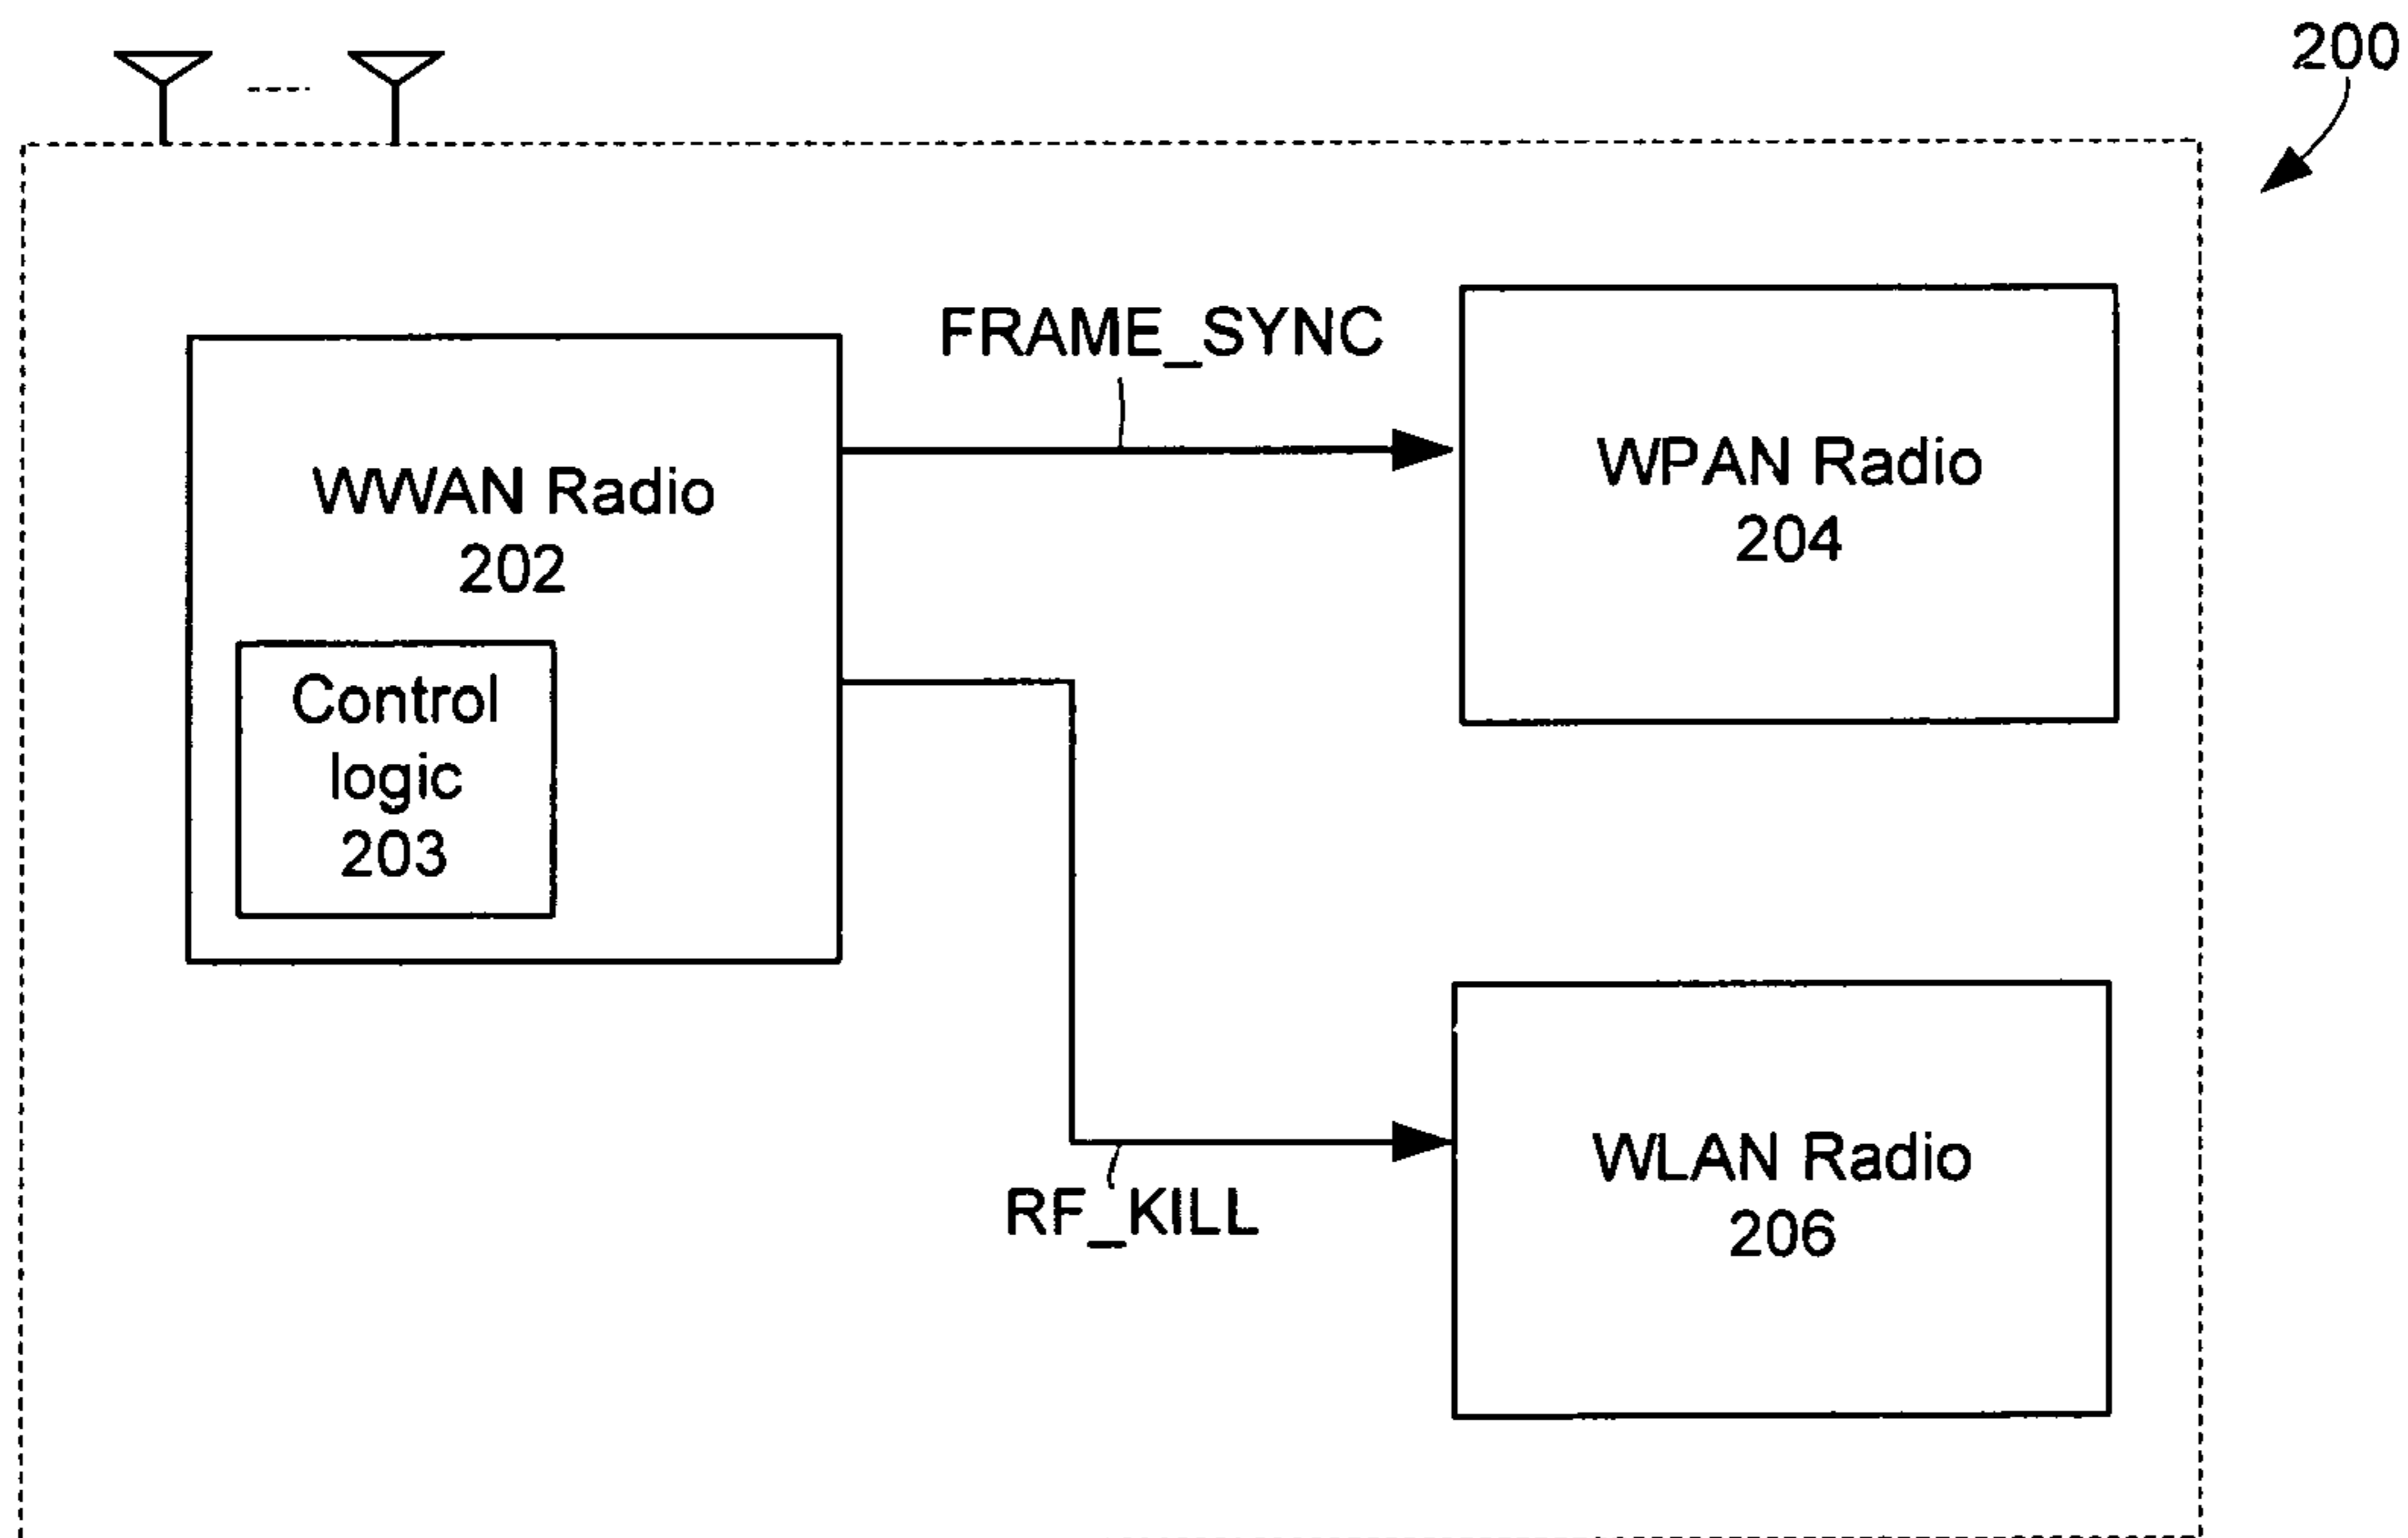 200
FRAME_SYNC
WWAN Radio
202
WPAN Radio
204
Control
logic
203
RF_KILL
WLAN Radio
206